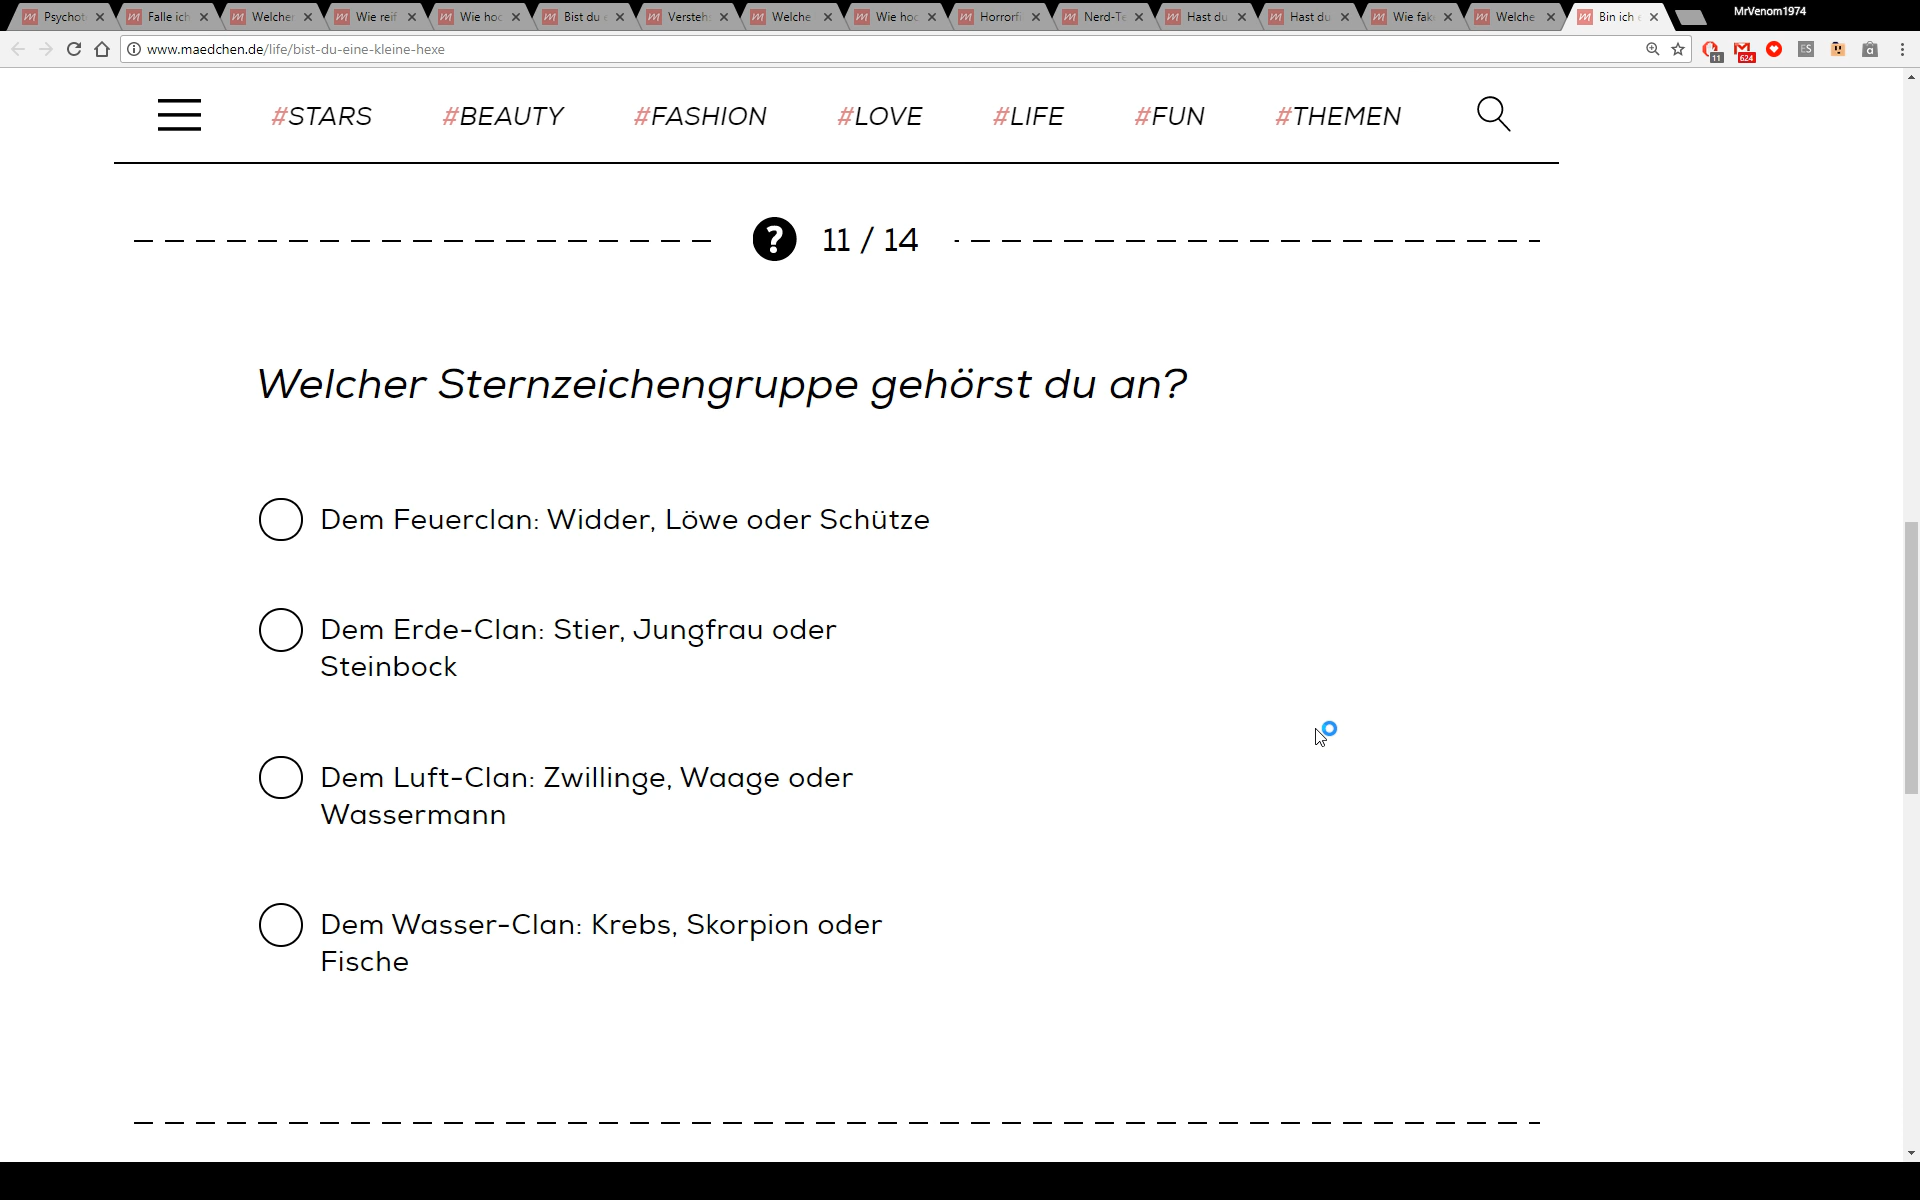 Psychot
Falle ich
Welcher
Wie reif
Wie hoc
Bist du e
Versteh
Welche
Wie hoc
Horrorfi
Nerd-Te
Hast du
Hast du
Wie fak
Welche
Bin ich e
MrVenom1974
www.maedchen.de/life/bist-du-eine-kleine-hexe
11
624
ES
#STARS #BEAUTY #FASHION #LOVE #LIFE #FUN #THEMEN
? 11 / 14
Welcher Sternzeichengruppe gehörst du an?
Dem Feuerclan: Widder, Löwe oder Schütze
Dem Erde-Clan: Stier, Jungfrau oder
Steinbock
Dem Luft-Clan: Zwillinge, Waage oder
Wassermann
Dem Wasser-Clan: Krebs, Skorpion oder
Fische